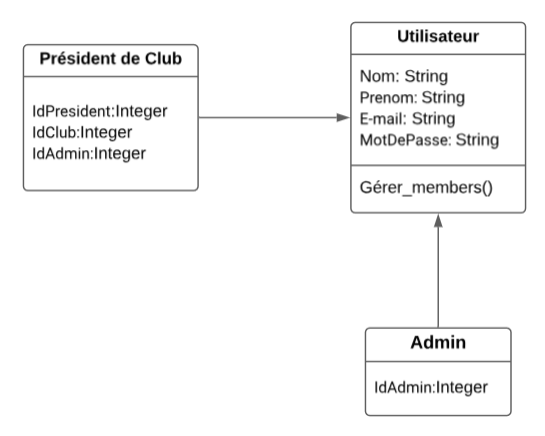 Président de Club
IdPresident:Integer
IdClub:Integer
IdAdmin:Integer
Utilisateur
Nom: String
Prenom: String
E-mail: String
MotDePasse: String
Gérer_members()
Admin
IdAdmin:Integer